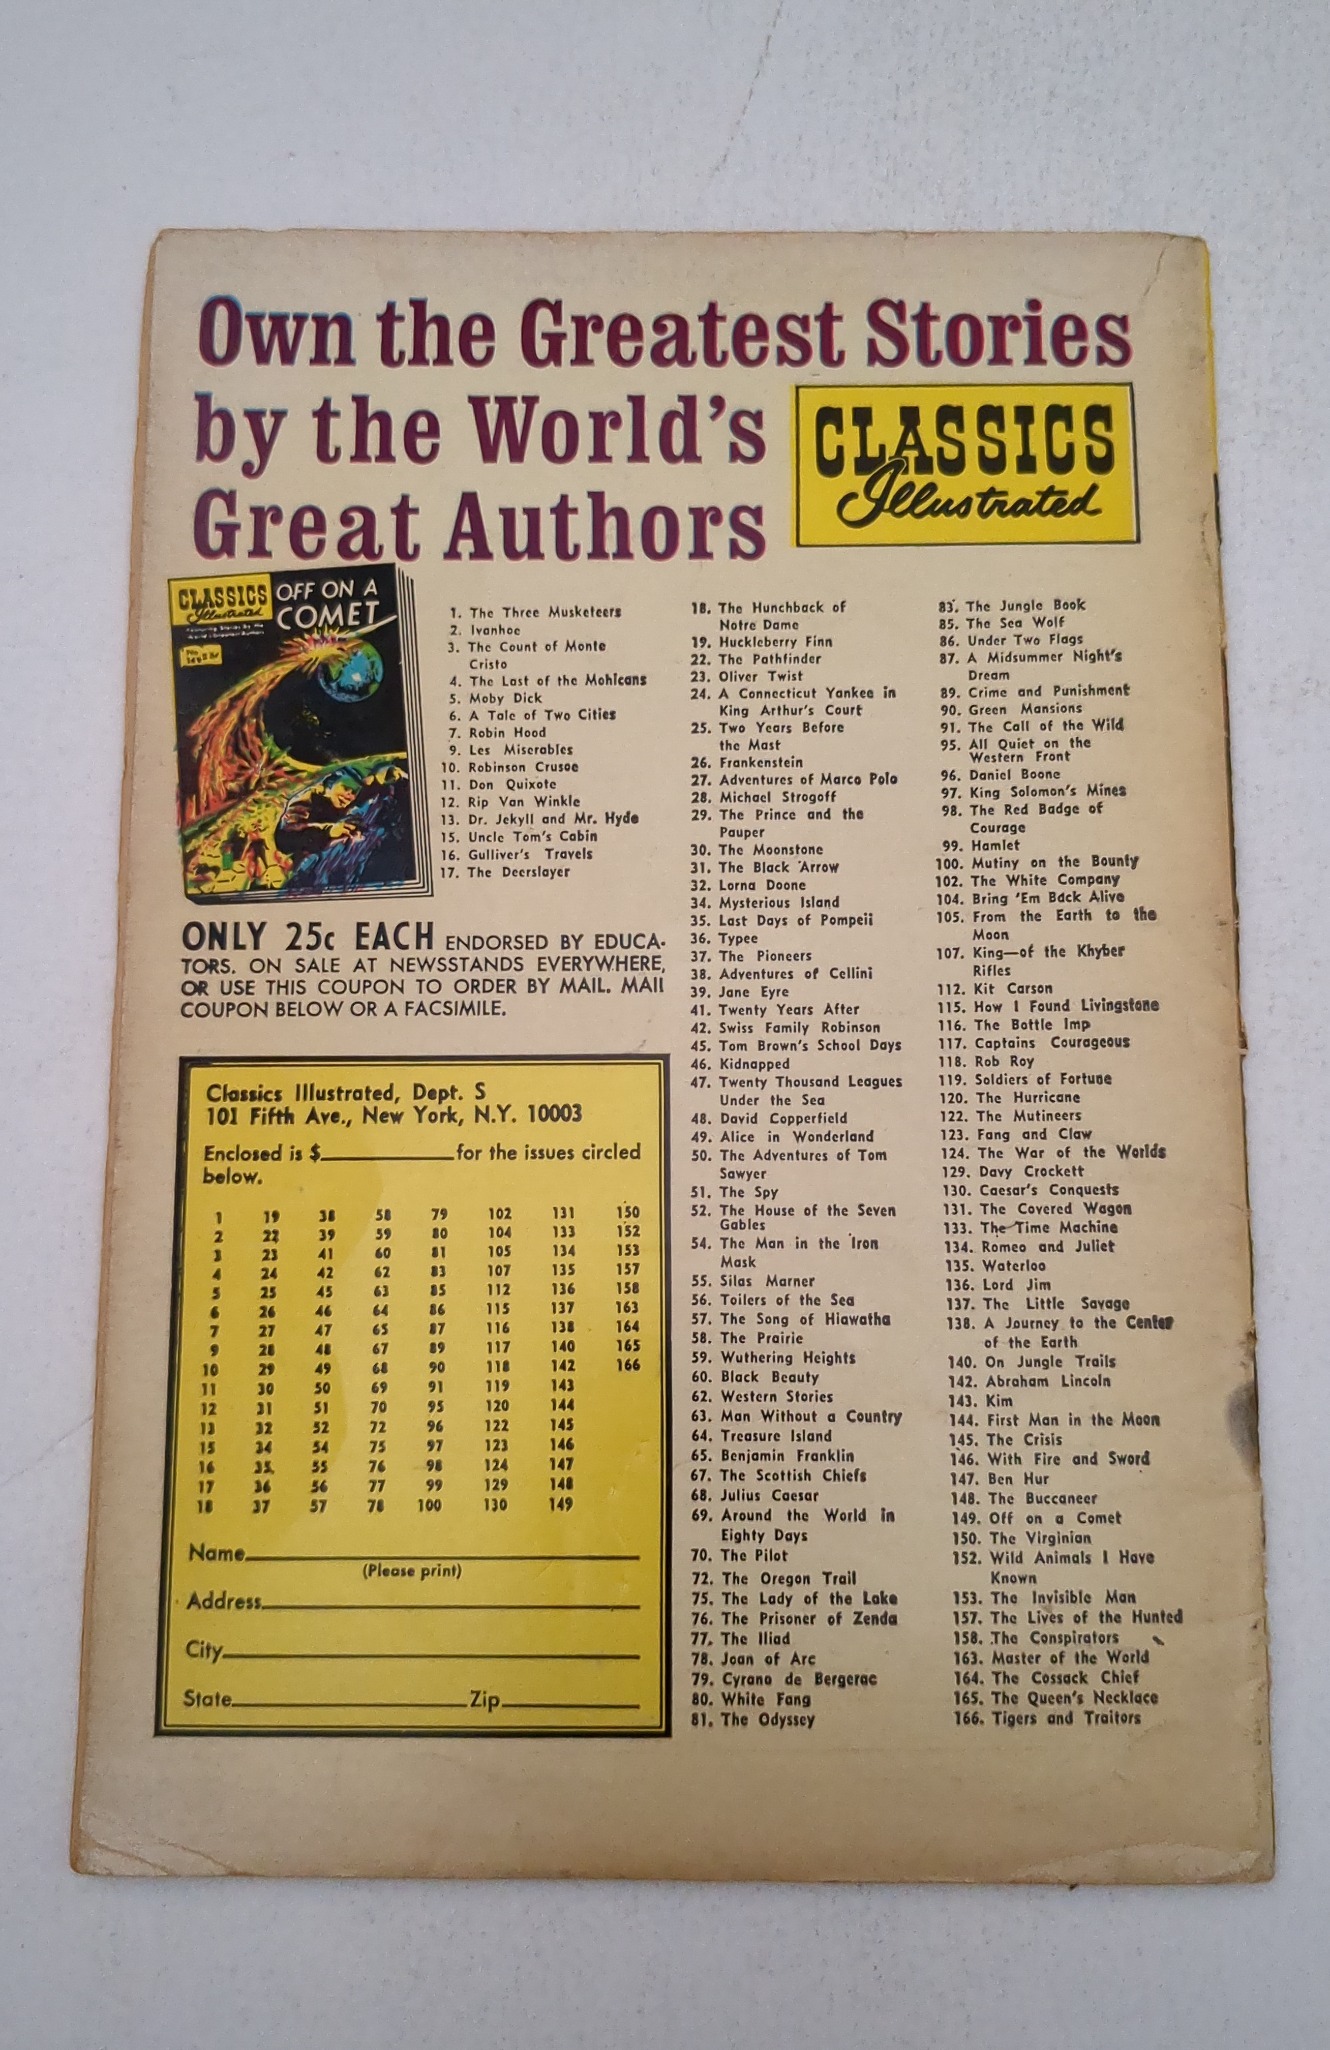 Own the Greatest Stories
by the World's
Great Authors
CLASSICS
Illustrated
CLASSICS
Illustrated
OFF ON A
COMET
1. The Three Musketeers
2. Ivanhoe
3. The Count of Monte
Cristo
4. The Last of the Mohicans
5. Moby Dick
6. A Tale of Two Cities
7. Robin Hood
9. Les Miserables
10. Robinson Crusoe
11. Don Quixote
12. Rip Van Winkle
13. Dr. Jekyll and Mr. Hyde
15. Uncle Tom's Cabin
16. Gulliver's Travels
17. The Deerslayer
ONLY 25c EACH ENDORSED BY EDUCA-
TORS. ON SALE AT NEWSSTANDS EVERYWHERE,
OR USE THIS COUPON TO ORDER BY MAIL. MAIL
COUPON BELOW OR A FACSIMILE.
Classics Illustrated, Dept. S
101 Fifth Ave., New York, N.Y. 10003
Enclosed is $ for the issues circled
below.
1 19 38 58 79 102 131 150
2 22 39 59 80 104 133 152
3 23 41 60 81 105 134 153
4 24 42 62 83 107 135 157
5 25 45 63 85 112 136 158
6 26 46 64 86 115 137 163
7 27 47 65 87 116 138 164
9 28 48 67 89 117 140 165
10 29 49 68 90 118 142 166
11 30 50 69 91 119 143
12 31 51 70 95 120 144
13 32 52 72 96 122 145
15 34 54 75 97 123 146
16 35 55 76 98 124 147
17 36 56 77 99 129 148
18 37 57 78 100 130 149
Name
(Please print)
Address
City
State Zip
18. The Hunchback of
Notre Dame
19. Huckleberry Finn
22. The Pathfinder
23. Oliver Twist
24. A Connecticut Yankee in
King Arthur's Court
25. Two Years Before
the Mast
26. Frankenstein
27. Adventures of Marco Polo
28. Michael Strogoff
29. The Prince and the
Pauper
30. The Moonstone
31. The Black Arrow
32. Lorna Doone
34. Mysterious Island
35. Last Days of Pompeii
36. Typee
37. The Pioneers
38. Adventures of Cellini
39. Jane Eyre
41. Twenty Years After
42. Swiss Family Robinson
45. Tom Brown's School Days
46. Kidnapped
47. Twenty Thousand Leagues
Under the Sea
48. David Copperfield
49. Alice in Wonderland
50. The Adventures of Tom
Sawyer
51. The Spy
52. The House of the Seven
Gables
54. The Man in the Iron
Mask
55. Silas Marner
56. Toilers of the Sea
57. The Song of Hiawatha
58. The Prairie
59. Wuthering Heights
60. Black Beauty
62. Western Stories
63. Man Without a Country
64. Treasure Island
65. Benjamin Franklin
67. The Scottish Chiefs
68. Julius Caesar
69. Around the World in
Eighty Days
70. The Pilot
72. The Oregon Trail
75. The Lady of the Lake
76. The Prisoner of Zenda
77. The Iliad
78. Joan of Arc
79. Cyrano de Bergerac
80. White Fang
81. The Odyssey
83. The Jungle Book
85. The Sea Wolf
86. Under Two Flags
87. A Midsummer Night's
Dream
89. Crime and Punishment
90. Green Mansions
91. The Call of the Wild
95. All Quiet on the
Western Front
96. Daniel Boone
97. King Solomon's Mines
98. The Red Badge of
Courage
99. Hamlet
100. Mutiny on the Bounty
102. The White Company
104. Bring 'Em Back Alive
105. From the Earth to the
Moon
107. King—of the Khyber
Rifles
112. Kit Carson
115. How I Found Livingstone
116. The Bottle Imp
117. Captains Courageous
118. Rob Roy
119. Soldiers of Fortune
120. The Hurricane
122. The Mutineers
123. Fang and Claw
124. The War of the Worlds
129. Davy Crockett
130. Caesar's Conquests
131. The Covered Wagon
133. The Time Machine
134. Romeo and Juliet
135. Waterloo
136. Lord Jim
137. The Little Savage
138. A Journey to the Center
of the Earth
140. On Jungle Trails
142. Abraham Lincoln
143. Kim
144. First Man in the Moon
145. The Crisis
146. With Fire and Sword
147. Ben Hur
148. The Buccaneer
149. Off on a Comet
150. The Virginian
152. Wild Animals I Have
Known
153. The Invisible Man
157. The Lives of the Hunted
158. The Conspirators
163. Master of the World
164. The Cossack Chief
165. The Queen's Necklace
166. Tigers and Traitors